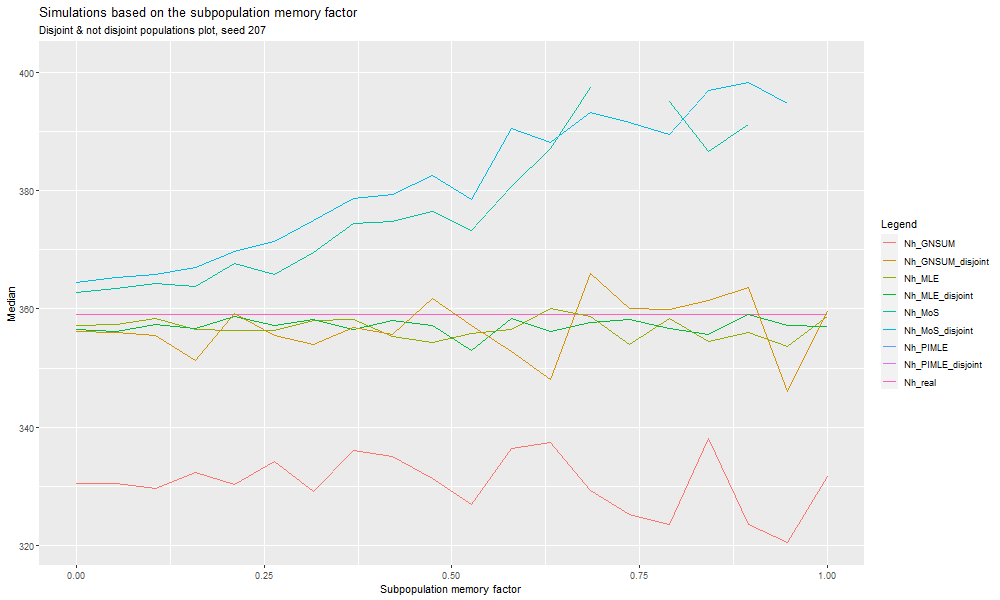 Simulations based on the subpopulation memory factor
Disjoint & not disjoint populations plot, seed 207
400
380
360
340
320
Median
0.00
0.25
0.50
0.75
1.00
Subpopulation memory factor
Legend
Nh_GNSUM
Nh_GNSUM_disjoint
Nh_MLE
Nh_MLE_disjoint
Nh_MoS
Nh_MoS_disjoint
Nh_PIMLE
Nh_PIMLE_disjoint
Nh_real